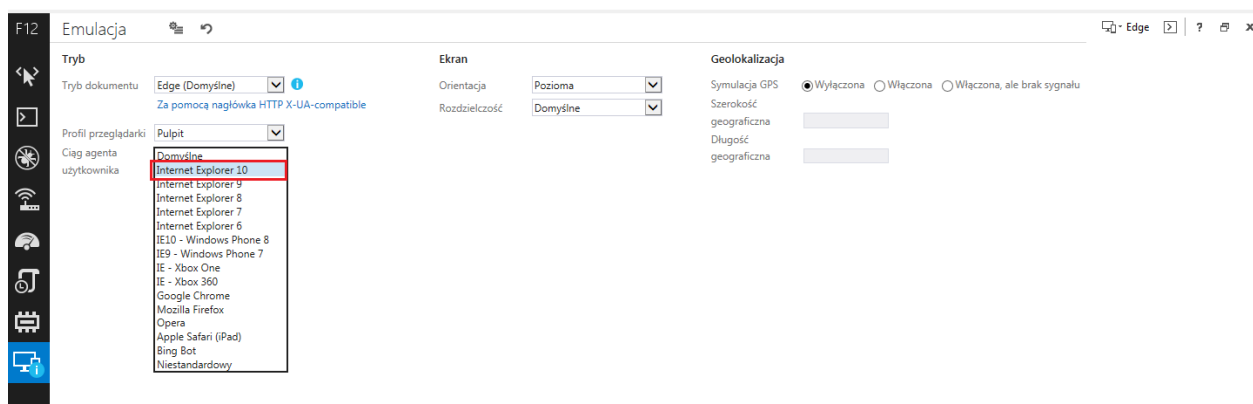 F12 Emulacja Edge ? x
Tryb
Tryb dokumentu Edge (Domyślne)
Za pomocą nagłówka HTTP X-UA-compatible
Profil przeglądarki Pulpit
Ciąg agenta
użytkownika
Domyślne
Internet Explorer 10
Internet Explorer 9
Internet Explorer 8
Internet Explorer 7
Internet Explorer 6
IE10 - Windows Phone 8
IE9 - Windows Phone 7
IE - Xbox One
IE - Xbox 360
Google Chrome
Mozilla Firefox
Opera
Apple Safari (iPad)
Bing Bot
Niestandardowy
Ekran
Orientacja Pozioma
Rozdzielczość Domyślne
Geolokalizacja
Symulacja GPS Wyłączona Włączona Włączona, ale brak sygnału
Szerokość
geograficzna
Długość
geograficzna